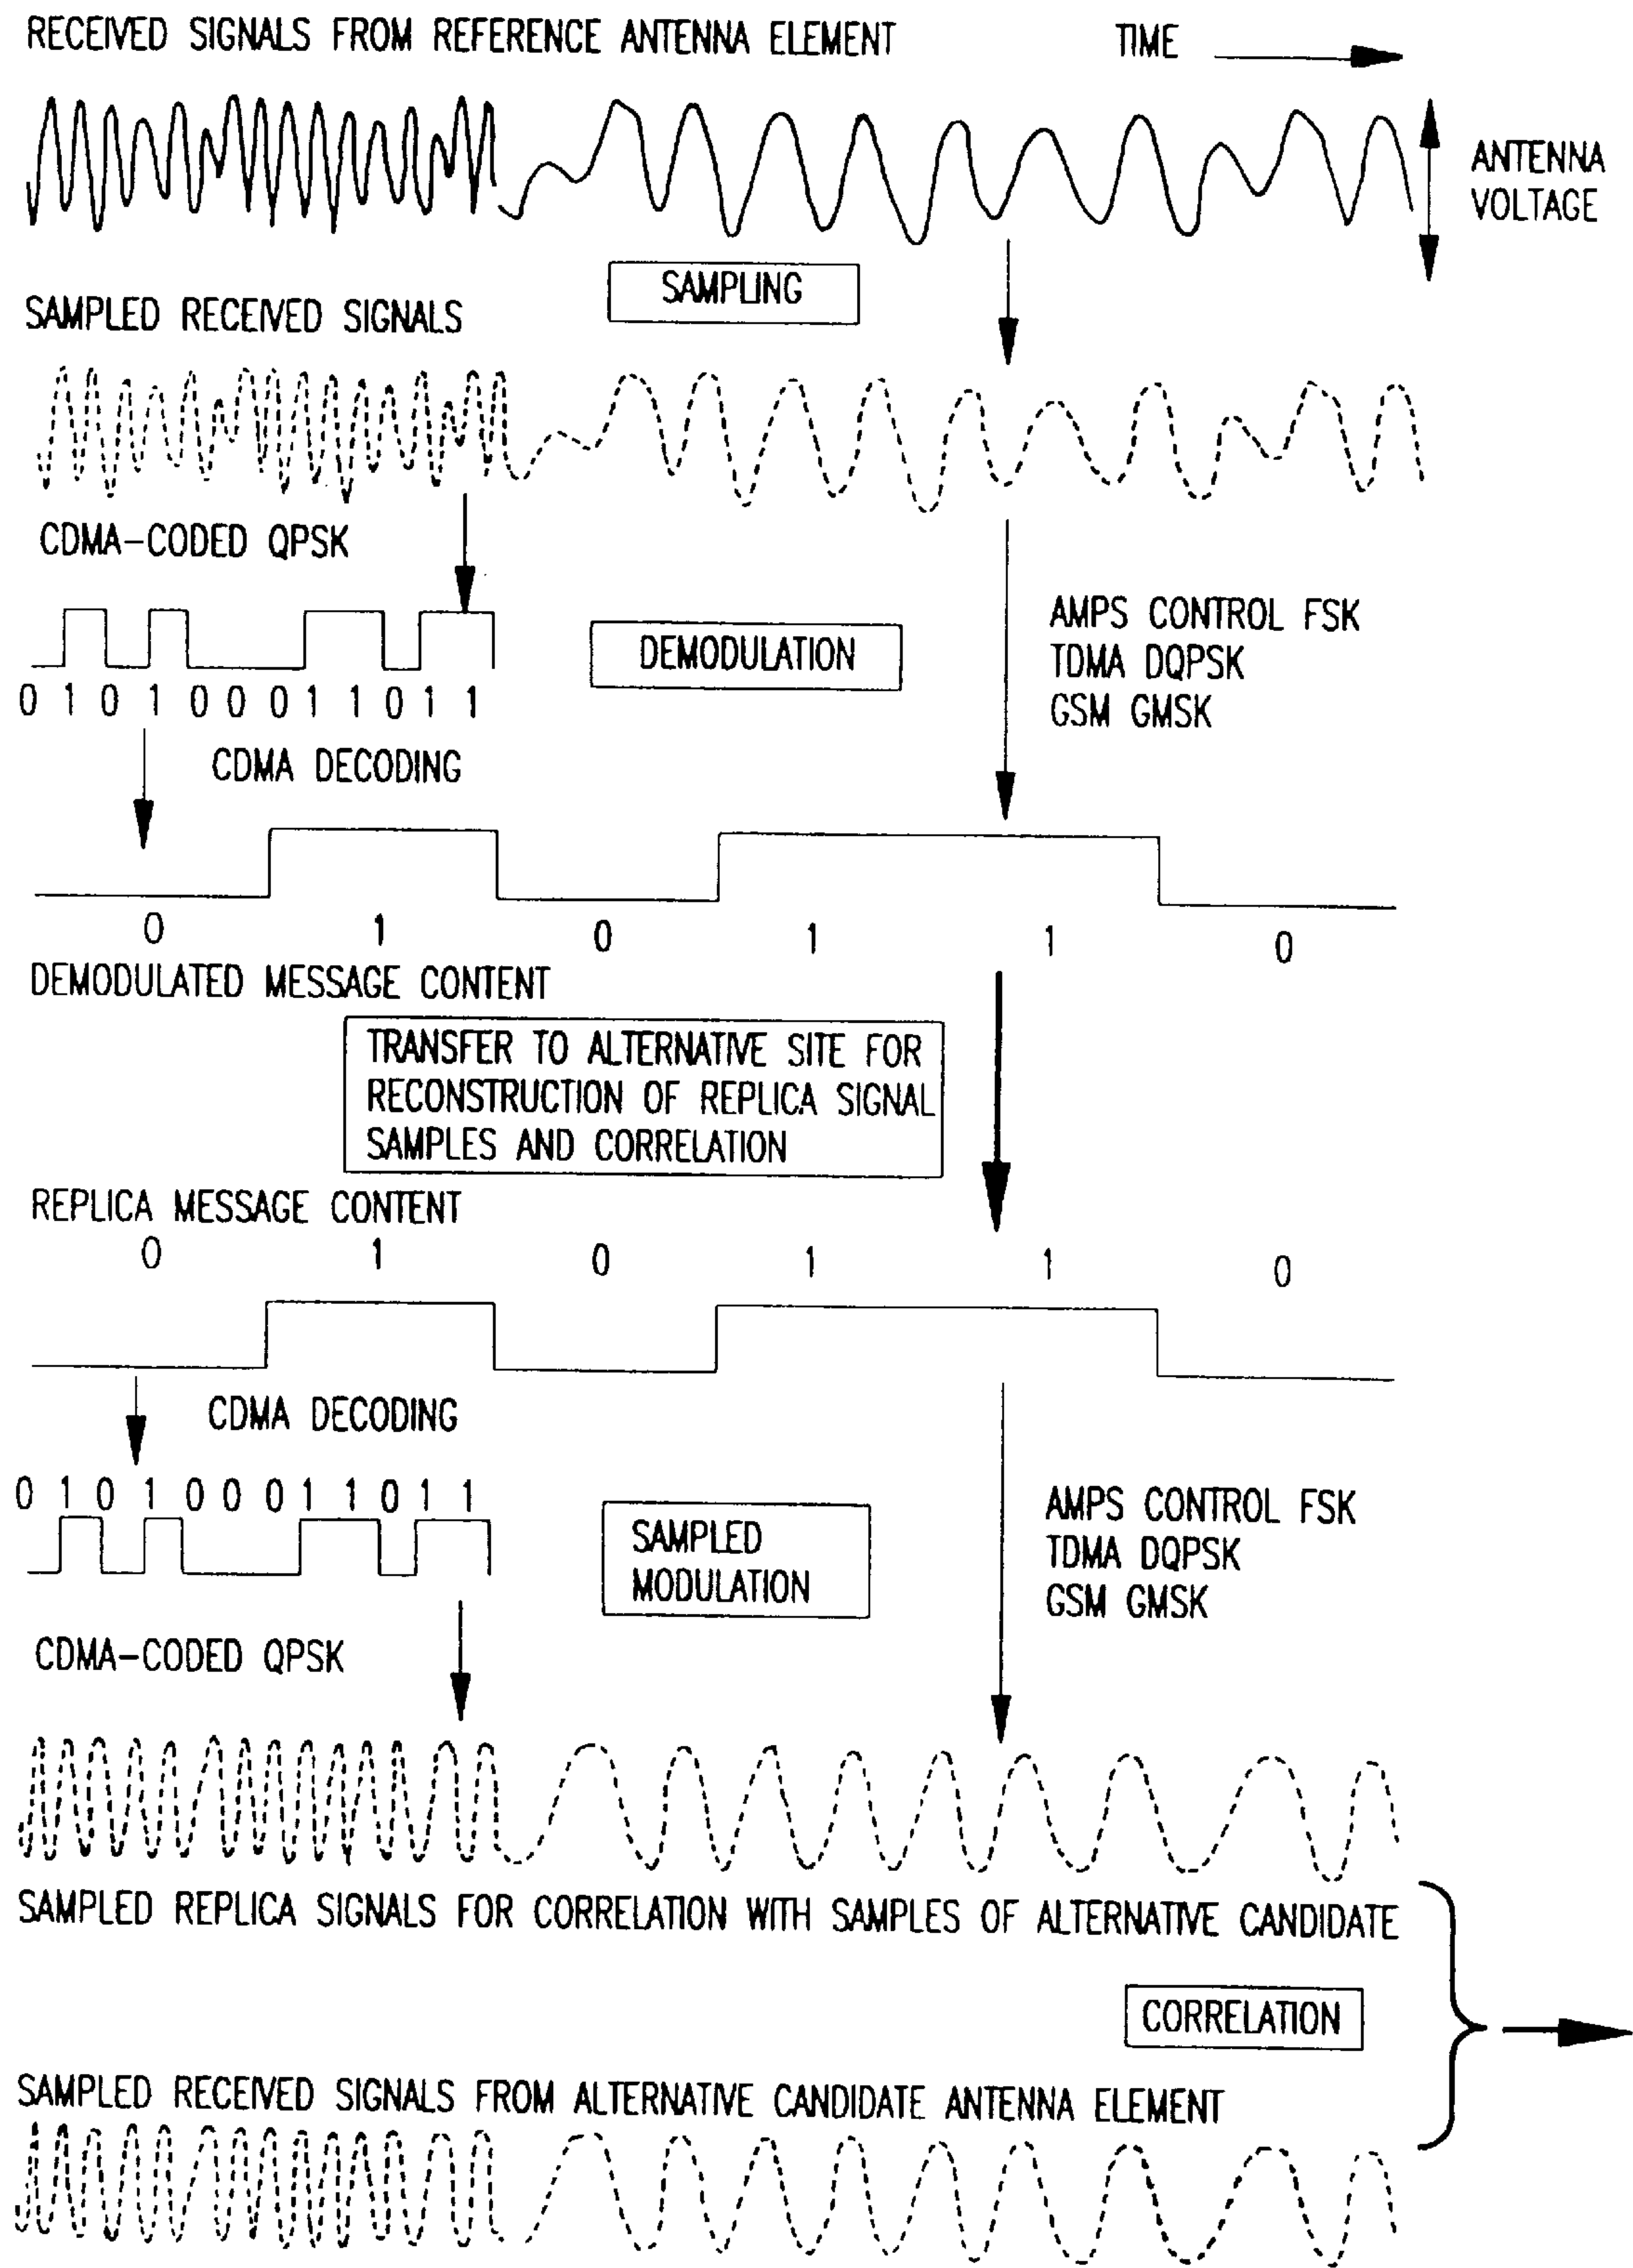 RECEIVED SIGNALS FROM REFERENCE ANTENNA ELEMENT
TIME
ANTENNA
VOLTAGE
SAMPLING
SAMPLED RECEIVED SIGNALS
CDMA-CODED QPSK
AMPS CONTROL FSK
TDMA DQPSK
GSM GMSK
DEMODULATION
0 1 0 1 0 0 0 1 1 0 1 1
CDMA DECODING
0 1 0 1 1 0
DEMODULATED MESSAGE CONTENT
TRANSFER TO ALTERNATIVE SITE FOR
RECONSTRUCTION OF REPLICA SIGNAL
SAMPLES AND CORRELATION
REPLICA MESSAGE CONTENT
0 1 0 1 1 0
CDMA DECODING
0 1 0 1 0 0 0 1 1 0 1 1
SAMPLED
MODULATION
AMPS CONTROL FSK
TDMA DQPSK
GSM GMSK
CDMA-CODED QPSK
SAMPLED REPLICA SIGNALS FOR CORRELATION WITH SAMPLES OF ALTERNATIVE CANDIDATE
CORRELATION
SAMPLED RECEIVED SIGNALS FROM ALTERNATIVE CANDIDATE ANTENNA ELEMENT